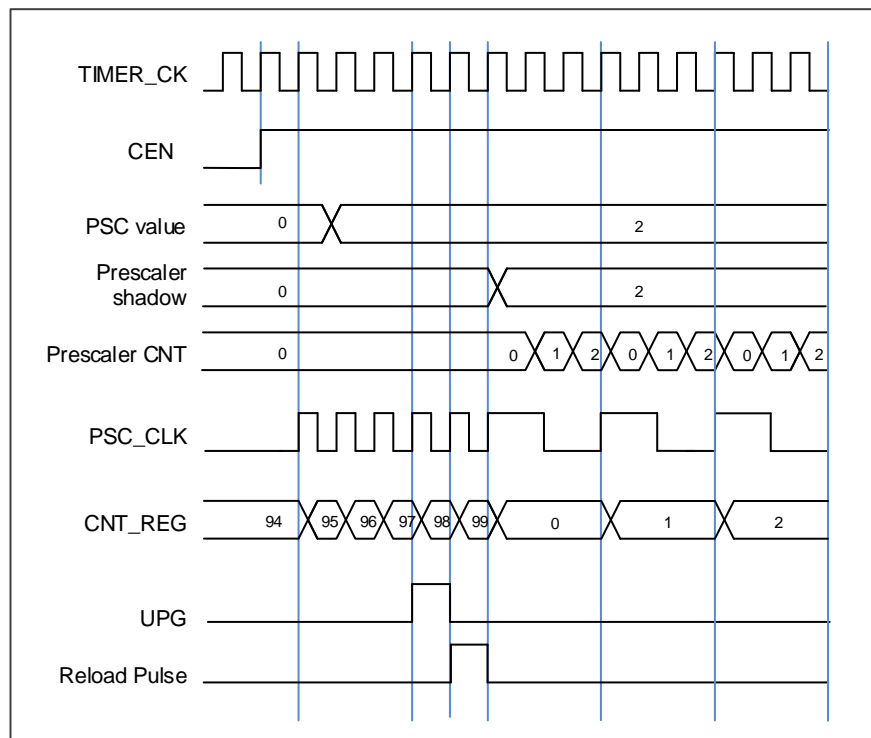 TIMER_CK
CEN
PSC value 0 2
Prescaler
shadow 0 2
Prescaler CNT 0 0 1 2 0 1 2 0 1 2
PSC_CLK
CNT_REG 94 95 96 97 98 99 0 1 2
UPG
Reload Pulse